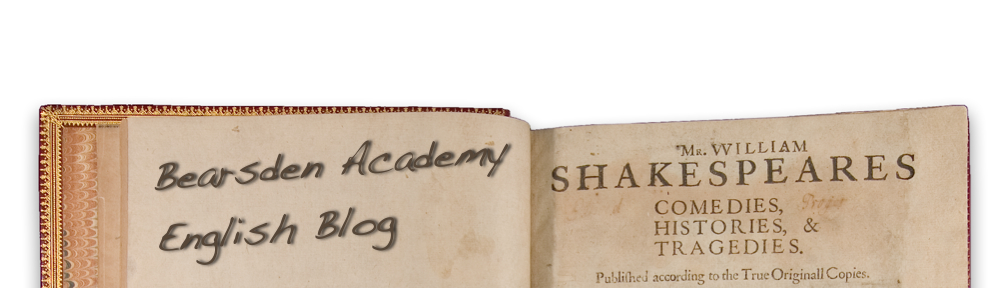 Bearsden Academy
English Blog
Mr. WILLIAM
SHAKESPEARES
COMEDIES,
HISTORIES, &
TRAGEDIES.
Published according to the True Originall Copies.